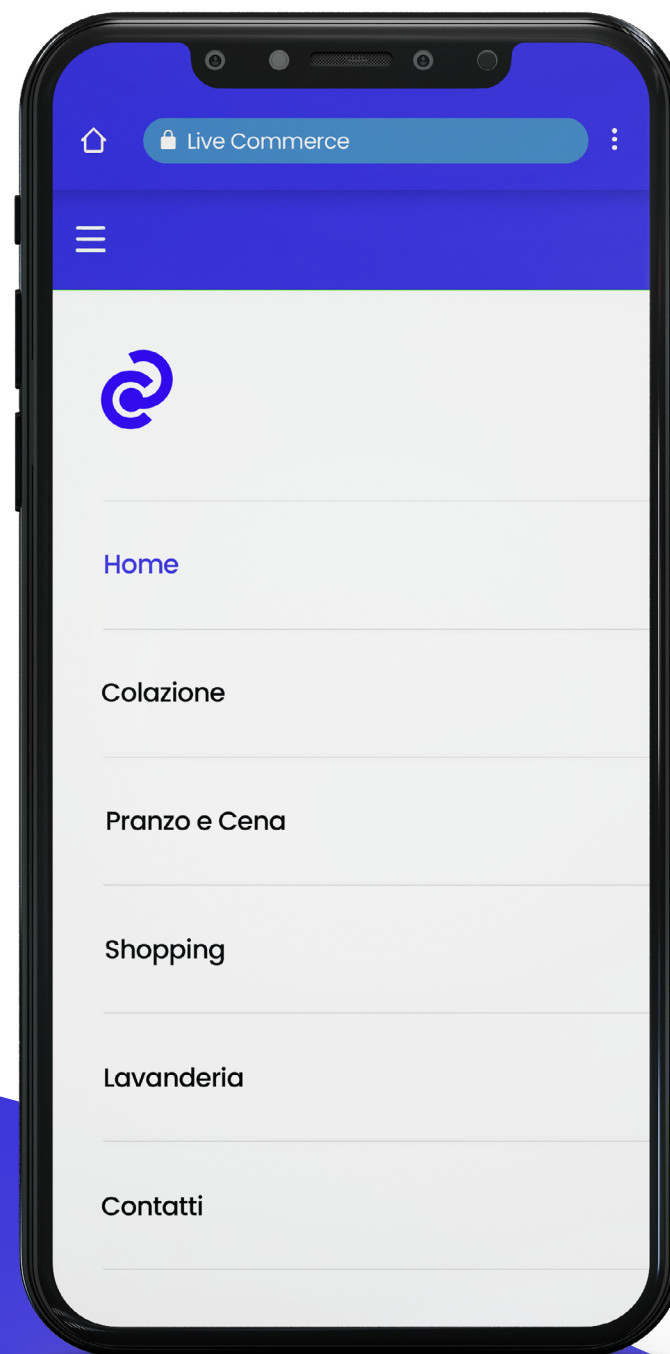 Live Commerce
Home
Colazione
Pranzo e Cena
Shopping
Lavanderia
Contatti